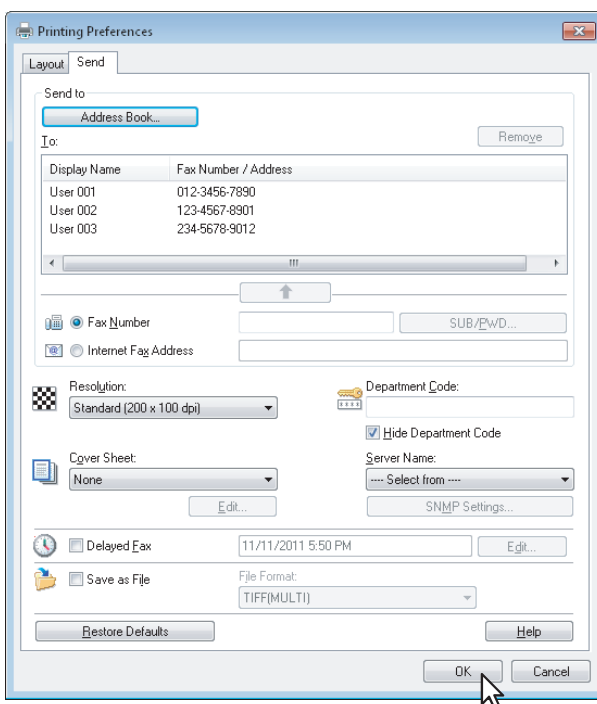 Printing Preferences
Layout Send
Send to
Address Book...
To:
Remove
Display Name Fax Number / Address
User 001 012-3456-7890
User 002 123-4567-8901
User 003 234-5678-9012
Fax Number
SUB/PWD...
Internet Fax Address
Resolution:
Department Code:
Standard (200 x 100 dpi)
Hide Department Code
Cover Sheet:
Server Name:
None
---- Select from ----
Edit...
SNMP Settings...
Delayed Fax
11/11/2011 5:50 PM
Edit...
Save as File
File Format:
TIFF(MULTI)
Restore Defaults
Help
OK
Cancel